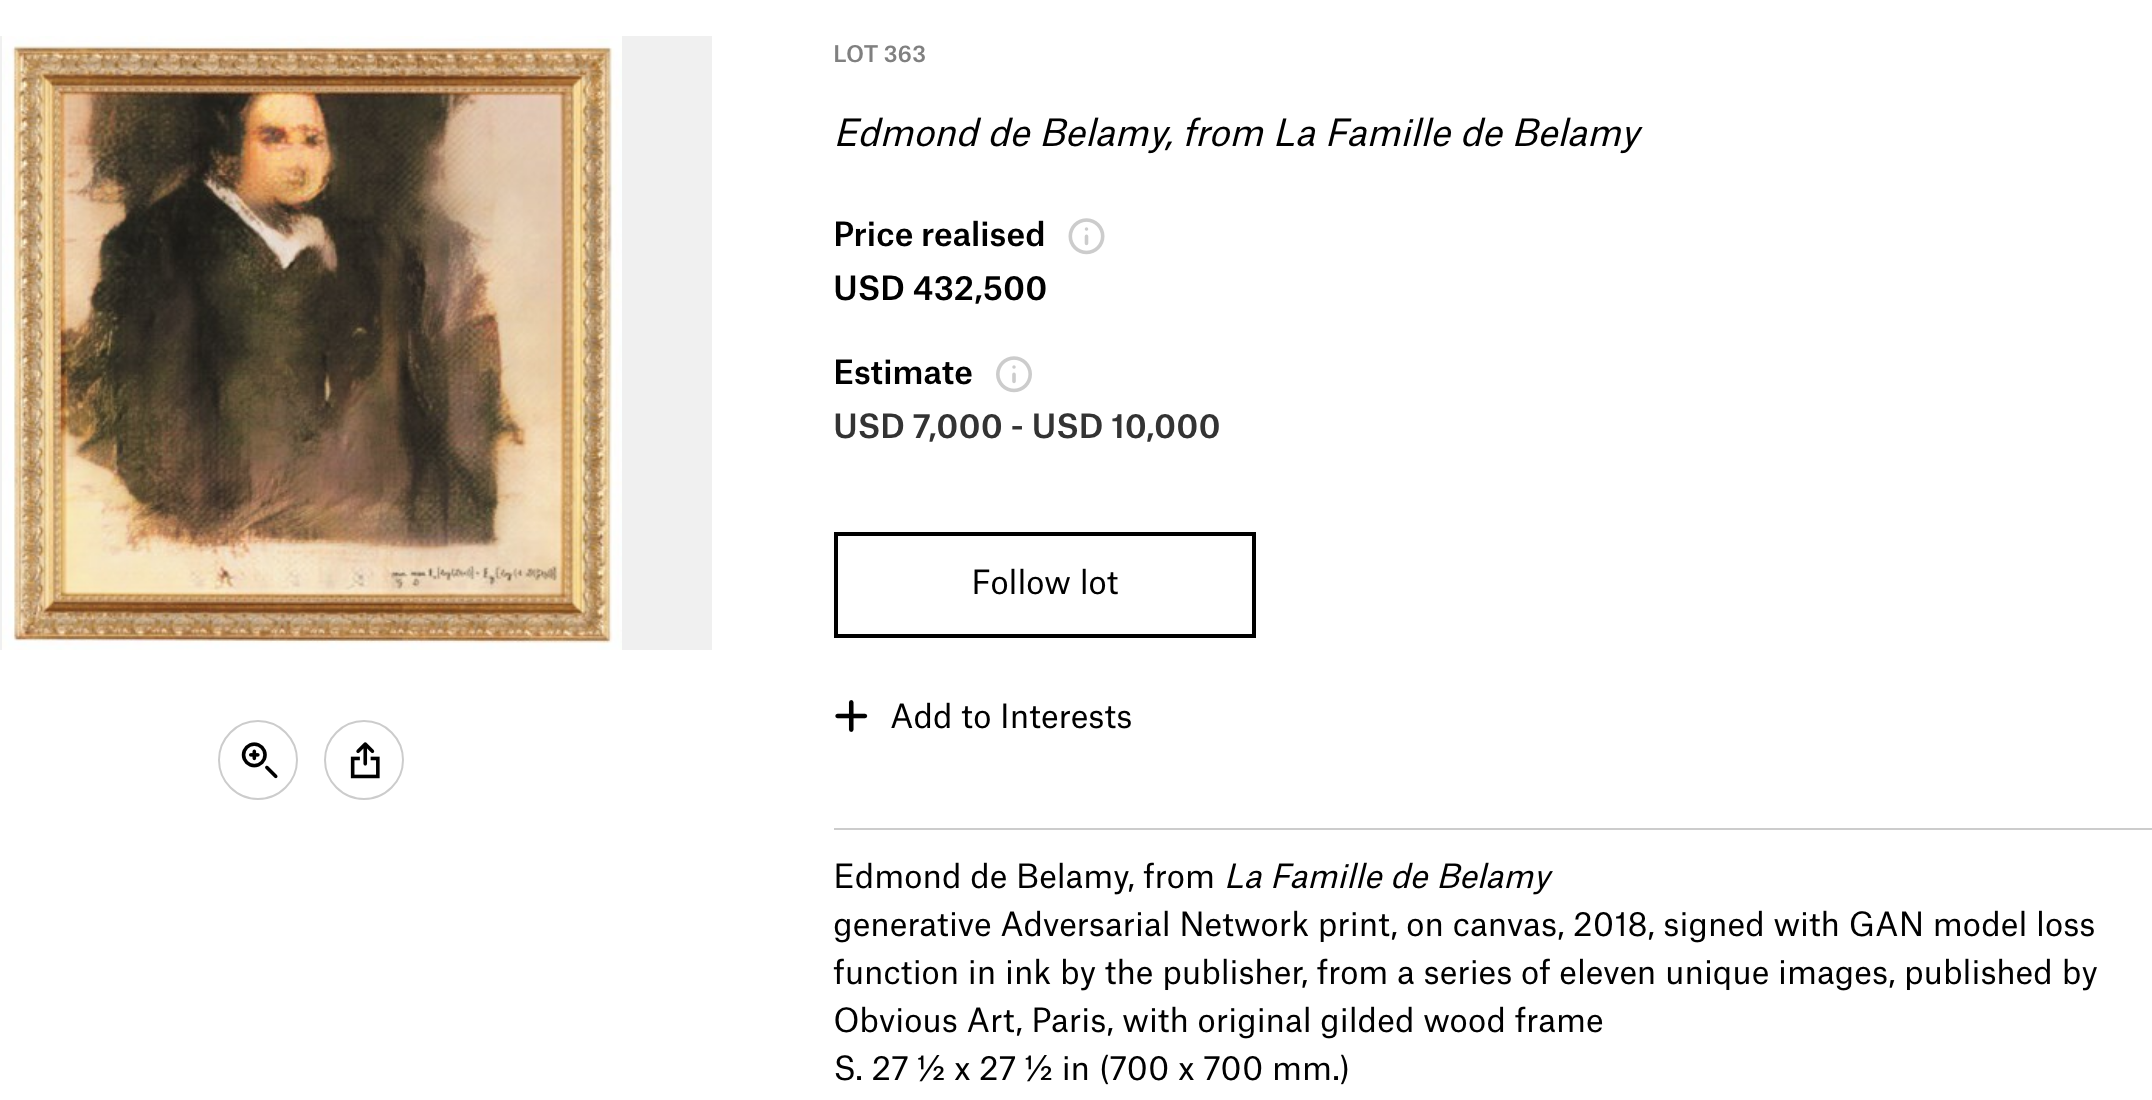 LOT 363
Edmond de Belamy, from La Famille de Belamy
Price realised
USD 432,500
Estimate
USD 7,000 - USD 10,000
Follow lot
Add to Interests
Edmond de Belamy, from La Famille de Belamy
generative Adversarial Network print, on canvas, 2018, signed with GAN model loss
function in ink by the publisher, from a series of eleven unique images, published by
Obvious Art, Paris, with original gilded wood frame
S. 27 ½ x 27 ½ in (700 x 700 mm.)